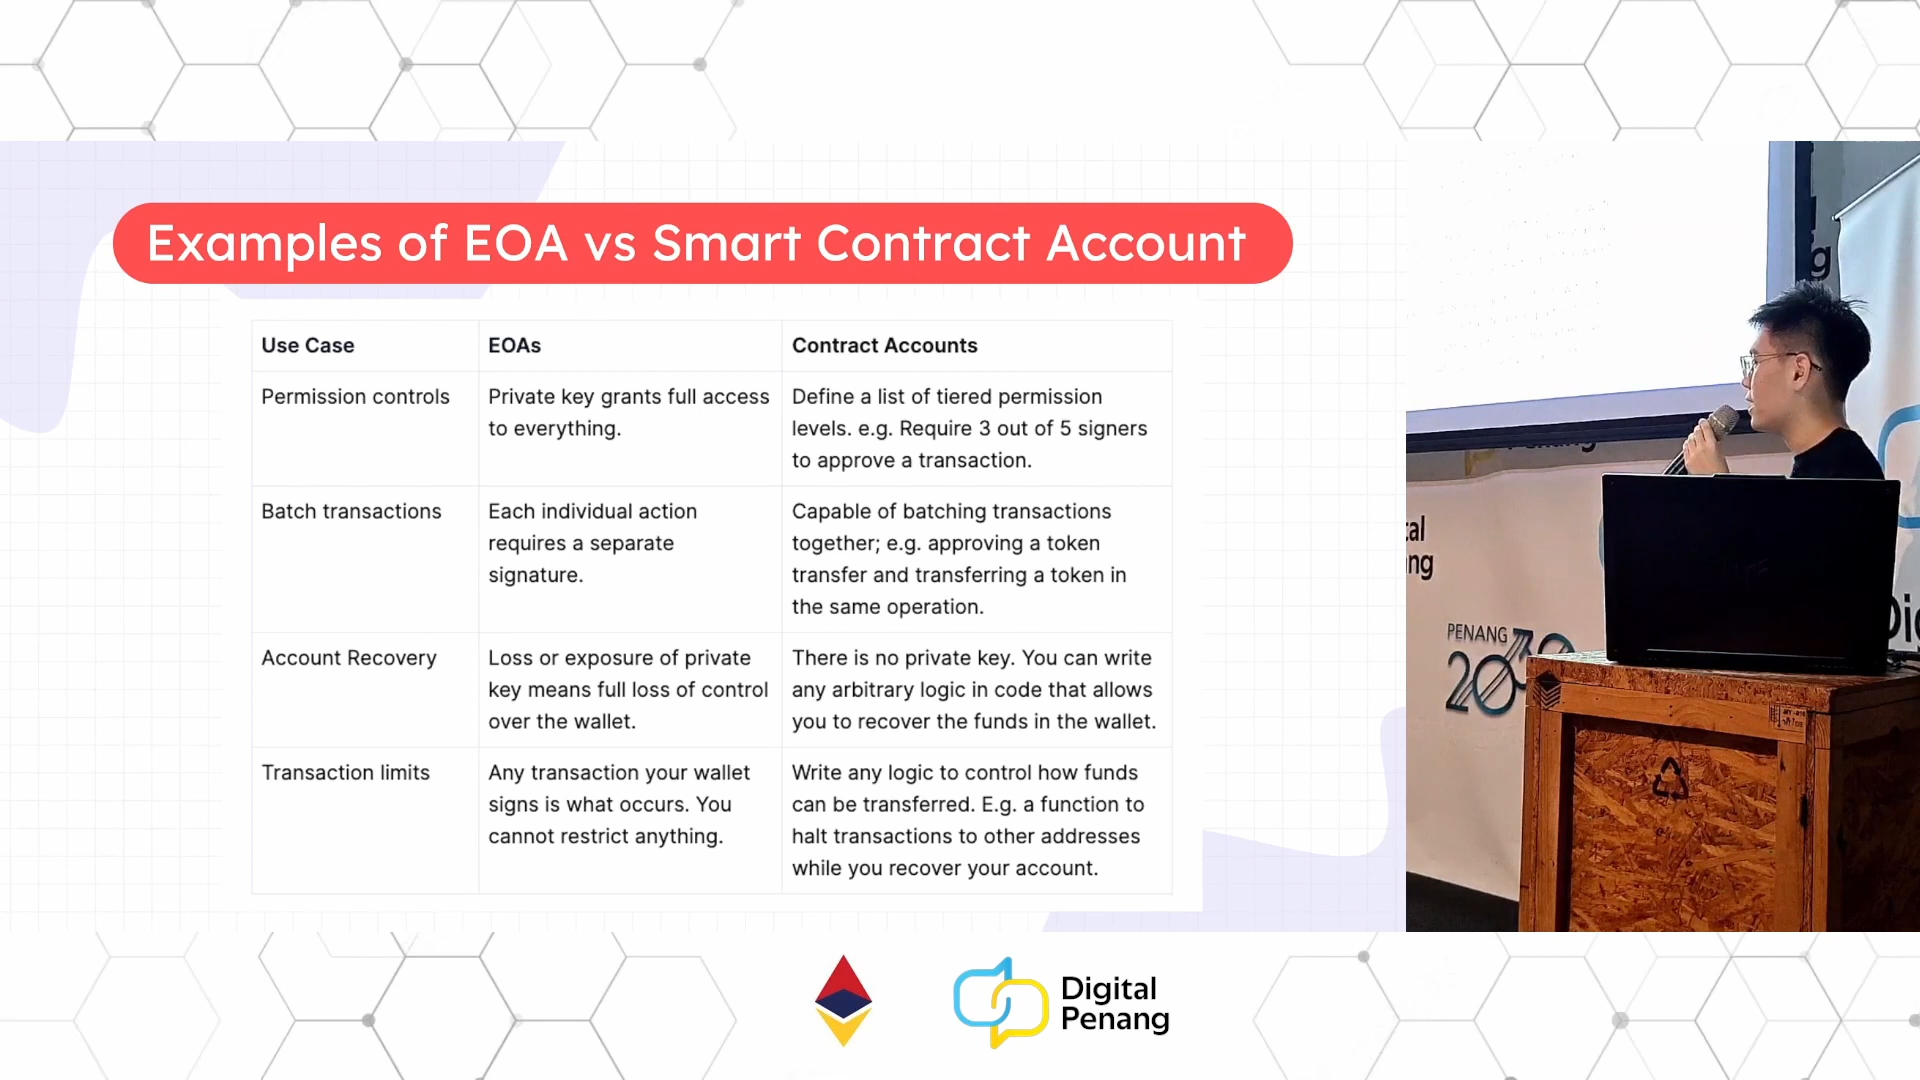 Examples of EOA vs Smart Contract Account
Use Case
EOAs
Contract Accounts
Permission controls
Private key grants full access
to everything.
Define a list of tiered permission
levels. e.g. Require 3 out of 5 signers
to approve a transaction.
Batch transactions
Each individual action
requires a separate
signature.
Capable of batching transactions
together; e.g. approving a token
transfer and transferring a token in
the same operation.
Account Recovery
Loss or exposure of private
key means full loss of control
over the wallet.
There is no private key. You can write
any arbitrary logic in code that allows
you to recover the funds in the wallet.
Transaction limits
Any transaction your wallet
signs is what occurs. You
cannot restrict anything.
Write any logic to control how funds
can be transferred. E.g. a function to
halt transactions to other addresses
while you recover your account.
PENANG
2030
Digital
Penang